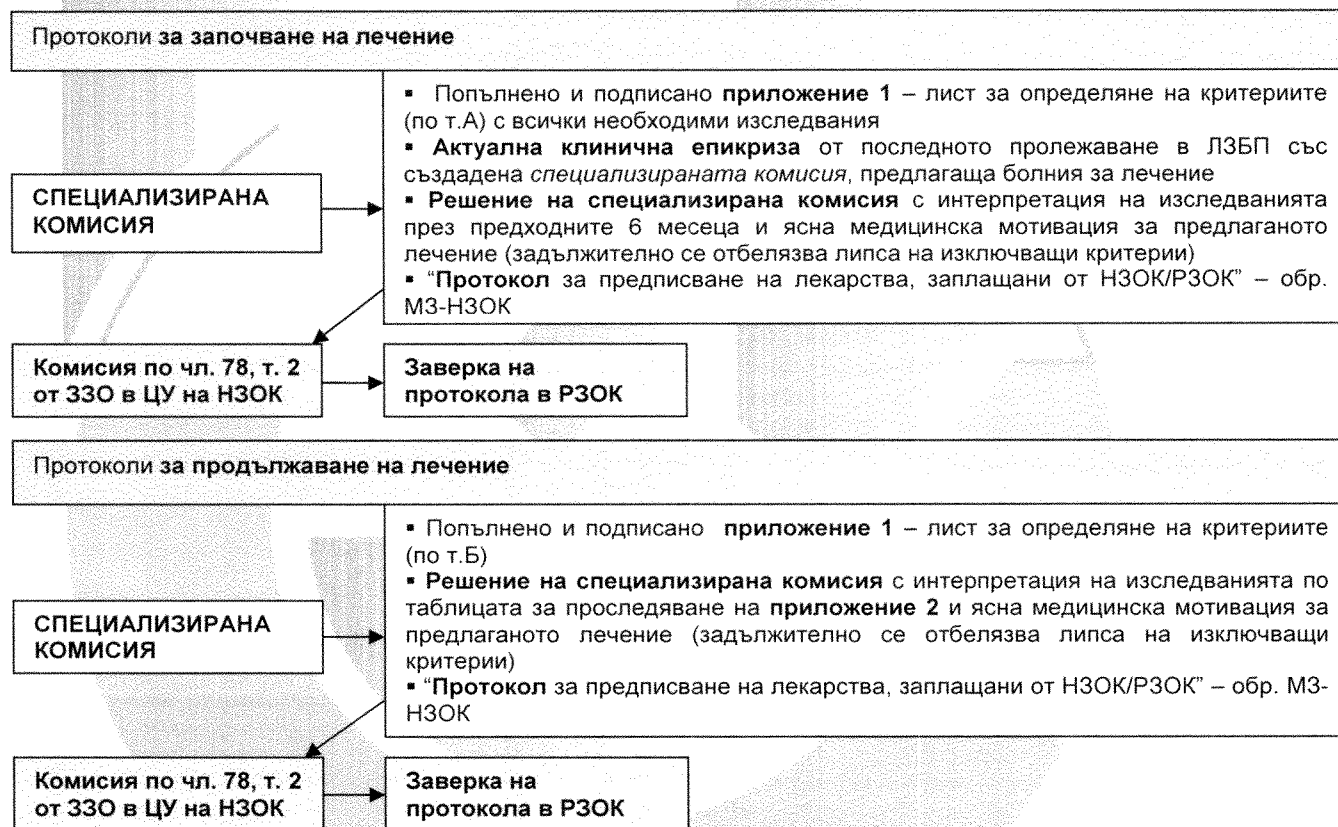 Протоколи за започване на лечение
▪ Попълнено и подписано приложение 1 – лист за определяне на критериите
(по т.А) с всички необходими изследвания
▪ Актуална клинична епикриза от последното пролежаване в ЛЗБП със
създадена специализираната комисия, предлагаща болния за лечение
▪ Решение на специализирана комисия с интерпретация на изследванията
през предходните 6 месеца и ясна медицинска мотивация за предлаганото
лечение (задължително се отбелязва липса на изключващи критерии)
▪ “Протокол за предписване на лекарства, заплащани от НЗОК/РЗОК” – обр.
МЗ-НЗОК
СПЕЦИАЛИЗИРАНА
КОМИСИЯ
Комисия по чл. 78, т. 2
от ЗЗО в ЦУ на НЗОК
Заверка на
протокола в РЗОК
Протоколи за продължаване на лечение
▪ Попълнено и подписано приложение 1 – лист за определяне на критериите
(по т.Б)
▪ Решение на специализирана комисия с интерпретация на изследванията по
таблицата за проследяване на приложение 2 и ясна медицинска мотивация за
предлаганото лечение (задължително се отбелязва липса на изключващи
критерии)
▪ “Протокол за предписване на лекарства, заплащани от НЗОК/РЗОК” – обр. МЗ-
НЗОК
СПЕЦИАЛИЗИРАНА
КОМИСИЯ
Комисия по чл. 78, т. 2
от ЗЗО в ЦУ на НЗОК
Заверка на
протокола в РЗОК